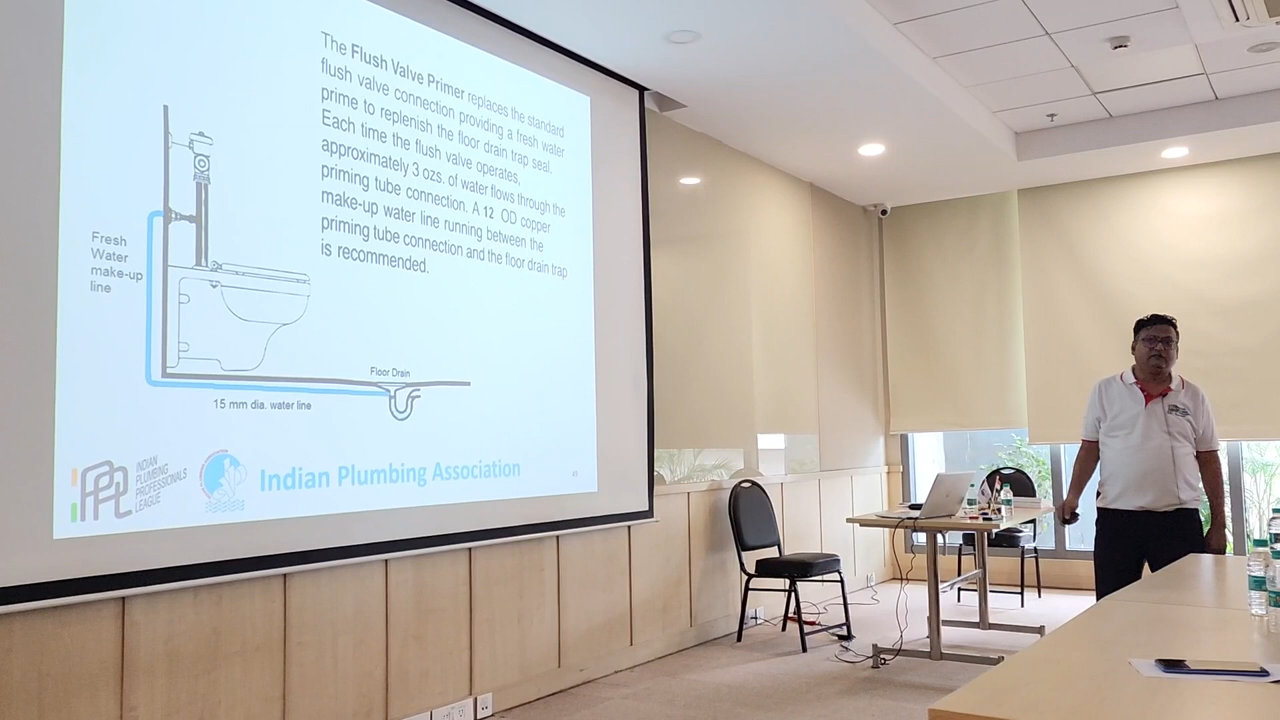 The Flush Valve Primer replaces the standard
flush valve connection providing a fresh water
prime to replenish the floor drain trap seal.
Each time the flush valve operates,
approximately 3 ozs. of water flows through the
priming tube connection. A 12 OD copper
make-up water line running between the
priming tube connection and the floor drain trap
is recommended.
Fresh
Water
make-up
line
Floor Drain
15 mm dia. water line
IPPL
INDIAN
PLUMBING
PROFESSIONALS
LEAGUE
Indian Plumbing Association